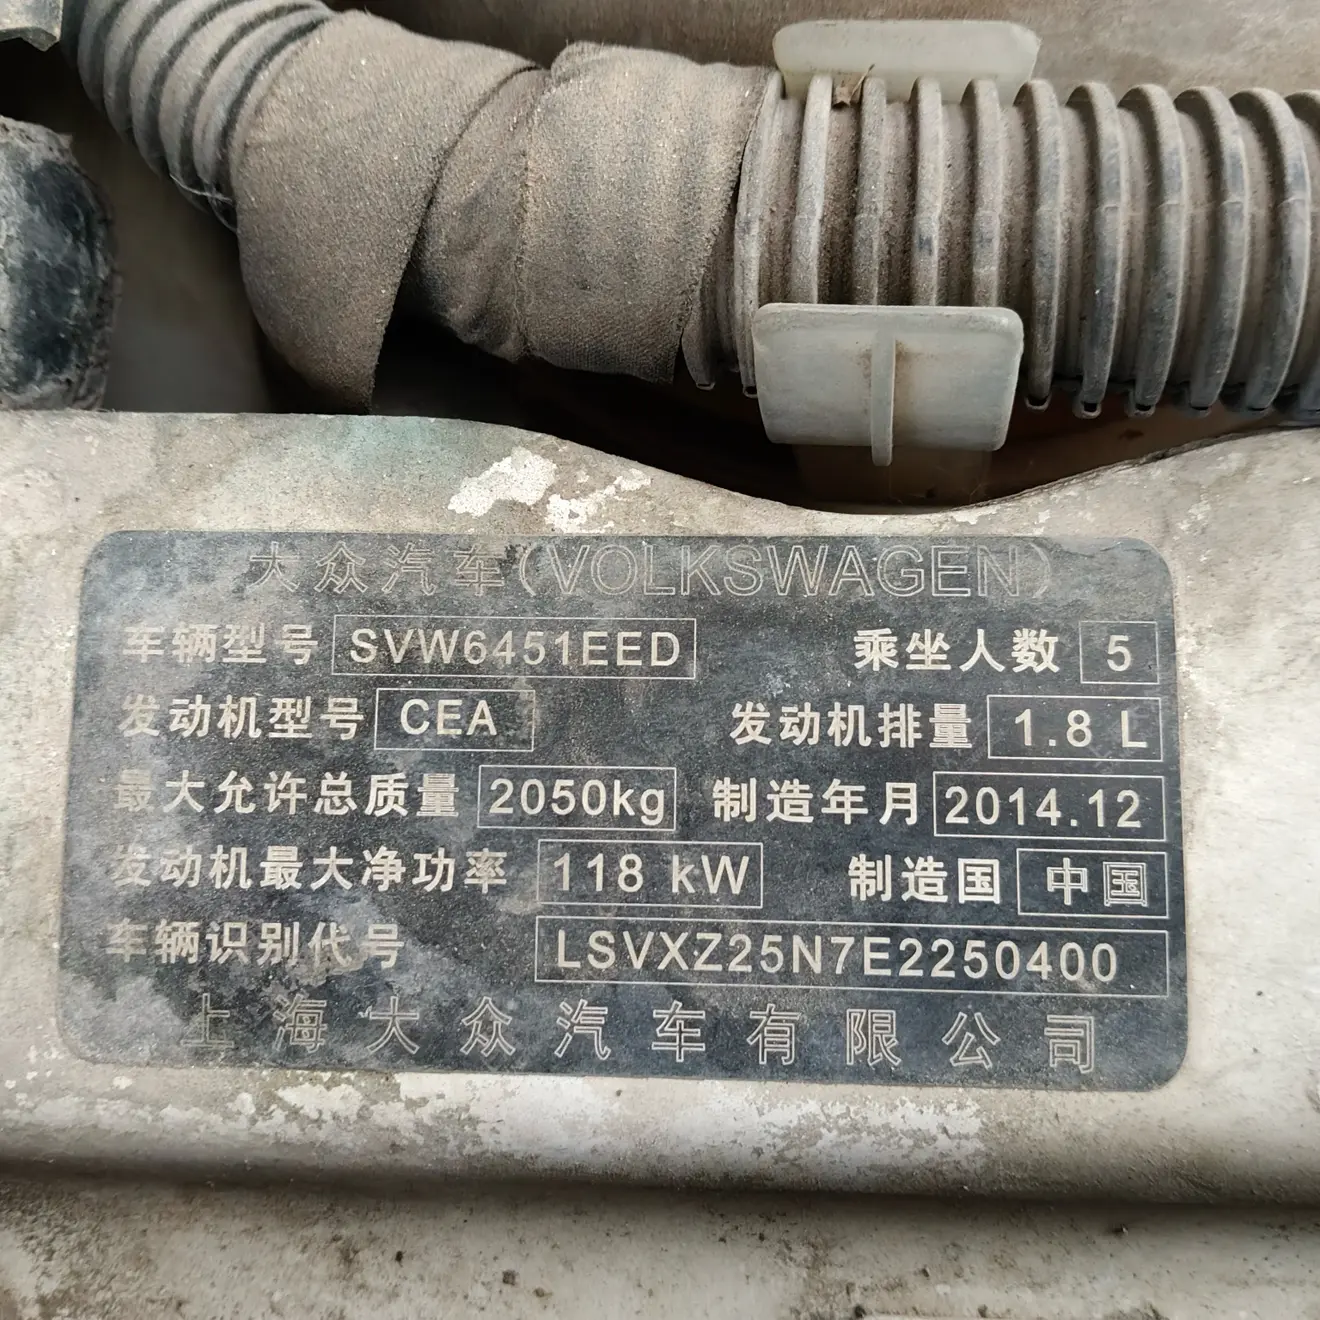 大众汽车(VOLKSWAGEN)
车辆型号 SVW6451EED 乘坐人数 5
发动机型号 CEA 发动机排量 1.8 L
最大允许总质量 2050kg 制造年月 2014.12
发动机最大净功率 118 kW 制造国 中国
车辆识别代号 LSVXZ25N7E2250400
上海大众汽车有限公司